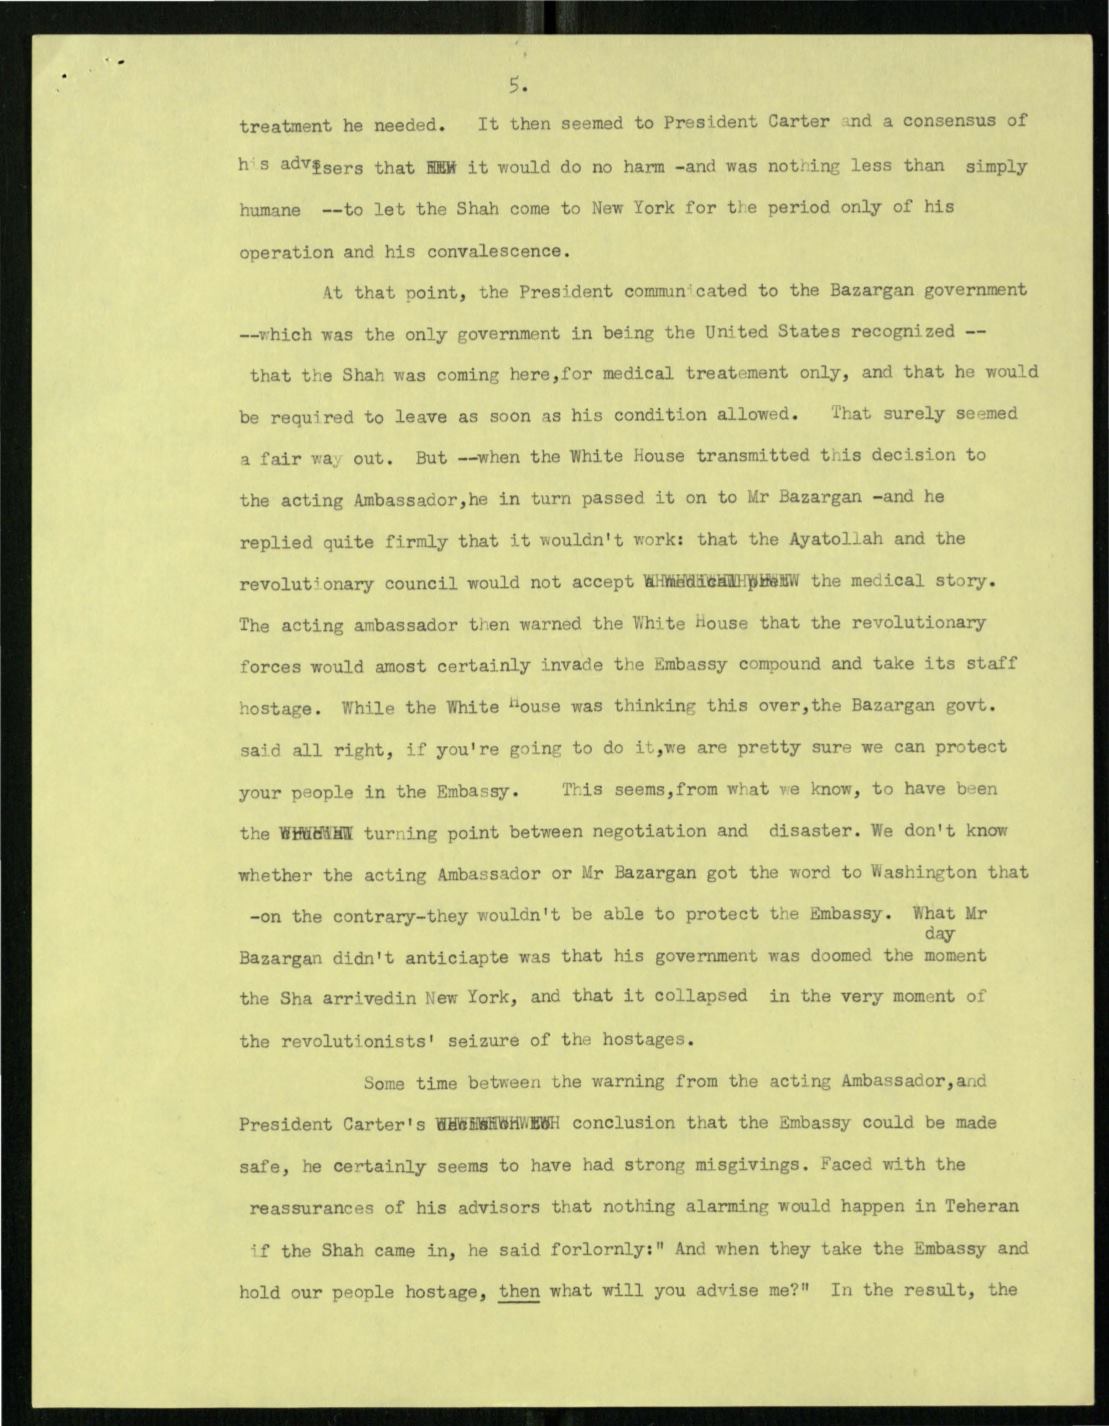 5.
treatment he needed. It then seemed to President Carter and a consensus of
his advisers that it would do no harm -and was nothing less than simply
humane --to let the Shah come to New York for the period only of his
operation and his convalescence.
At that point, the President communicated to the Bazargan government
--which was the only government in being the United States recognized --
that the Shah was coming here,for medical treatement only, and that he would
be required to leave as soon as his condition allowed. That surely seemed
a fair way out. But --when the White House transmitted this decision to
the acting Ambassador,he in turn passed it on to Mr Bazargan -and he
replied quite firmly that it wouldn't work: that the Ayatollah and the
revolutionary council would not accept the medical story.
The acting ambassador then warned the White House that the revolutionary
forces would amost certainly invade the Embassy compound and take its staff
hostage. While the White House was thinking this over,the Bazargan govt.
said all right, if you're going to do it,we are pretty sure we can protect
your people in the Embassy. This seems,from what we know, to have been
the turning point between negotiation and disaster. We don't know
whether the acting Ambassador or Mr Bazargan got the word to Washington that
-on the contrary-they wouldn't be able to protect the Embassy. What Mr
day
Bazargan didn't anticiapte was that his government was doomed the moment
the Sha arrivedin New York, and that it collapsed in the very moment of
the revolutionists' seizure of the hostages.
Some time between the warning from the acting Ambassador,and
President Carter's conclusion that the Embassy could be made
safe, he certainly seems to have had strong misgivings. Faced with the
reassurances of his advisors that nothing alarming would happen in Teheran
if the Shah came in, he said forlornly:" And when they take the Embassy and
hold our people hostage, then what will you advise me?" In the result, the